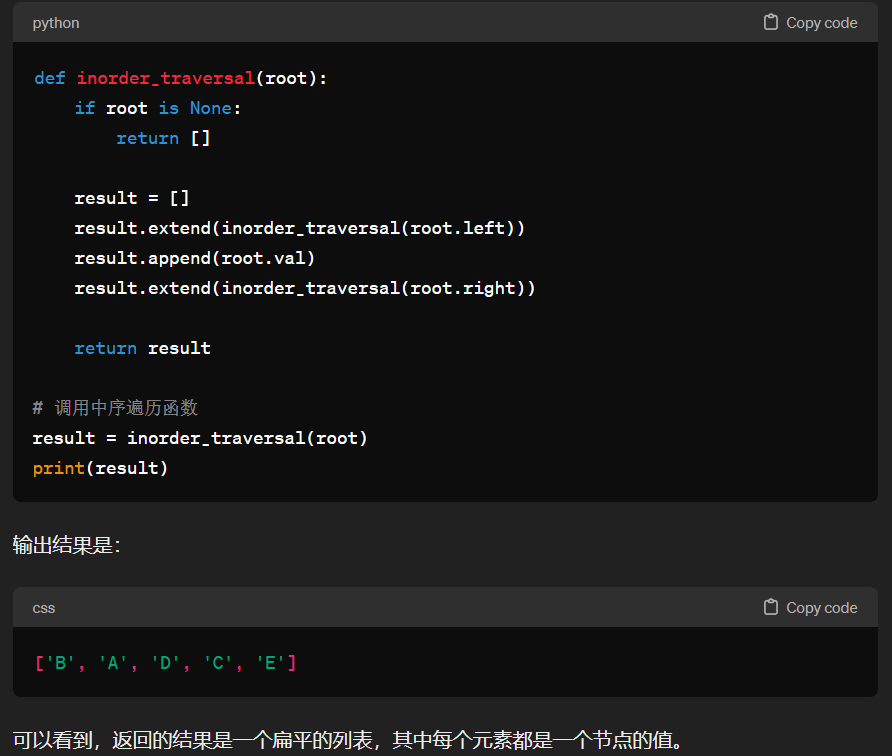 python
Copy code
def inorder_traversal(root):
    if root is None:
        return []
    result = []
    result.extend(inorder_traversal(root.left))
    result.append(root.val)
    result.extend(inorder_traversal(root.right))
    return result
# 调用中序遍历函数
result = inorder_traversal(root)
print(result)
输出结果是：
css
Copy code
['B', 'A', 'D', 'C', 'E']
可以看到，返回的结果是一个扁平的列表，其中每个元素都是一个节点的值。